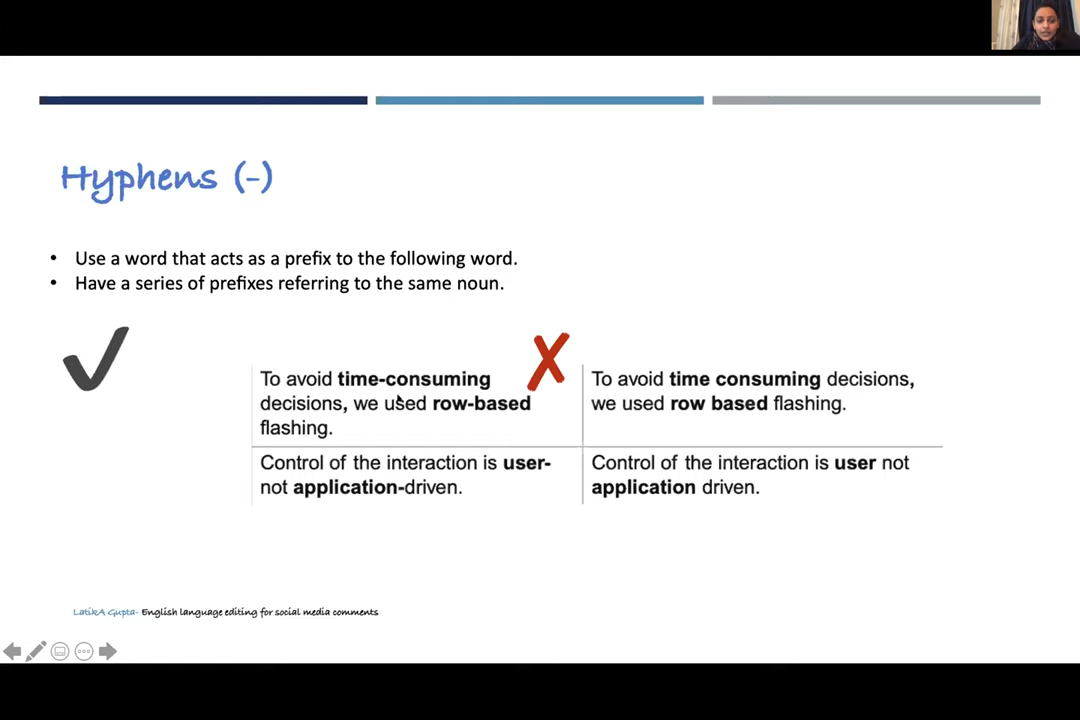 Hyphens (-)
• Use a word that acts as a prefix to the following word.
• Have a series of prefixes referring to the same noun.
To avoid time-consuming
decisions, we used row-based
flashing.
To avoid time consuming decisions,
we used row based flashing.
Control of the interaction is user-
not application-driven.
Control of the interaction is user not
application driven.
LatikA Gupta- English language editing for social media comments